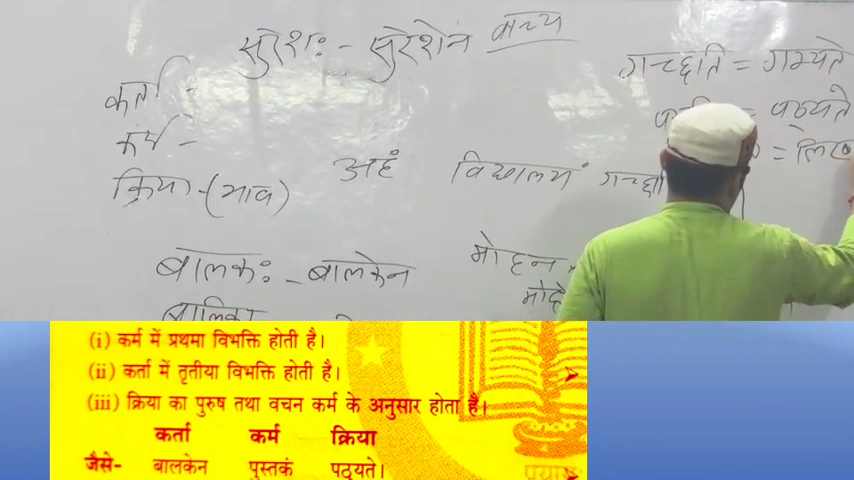 सुरेशः - सुरेशेन वाच्य
गच्छति = गम्यते
कर्ता -
= पठ्यते
कर्म -
अहं विद्यालयं
क्रिया - (भाव)
बालकः - बालकेन
मोहन
बालिका
(i) कर्म में प्रथमा विभक्ति होती है।
(ii) कर्ता में तृतीया विभक्ति होती है।
(iii) क्रिया का पुरुष तथा वचन कर्म के अनुसार होता है।
कर्ता कर्म क्रिया
जैसे- बालकेन पुस्तकं पठ्यते।